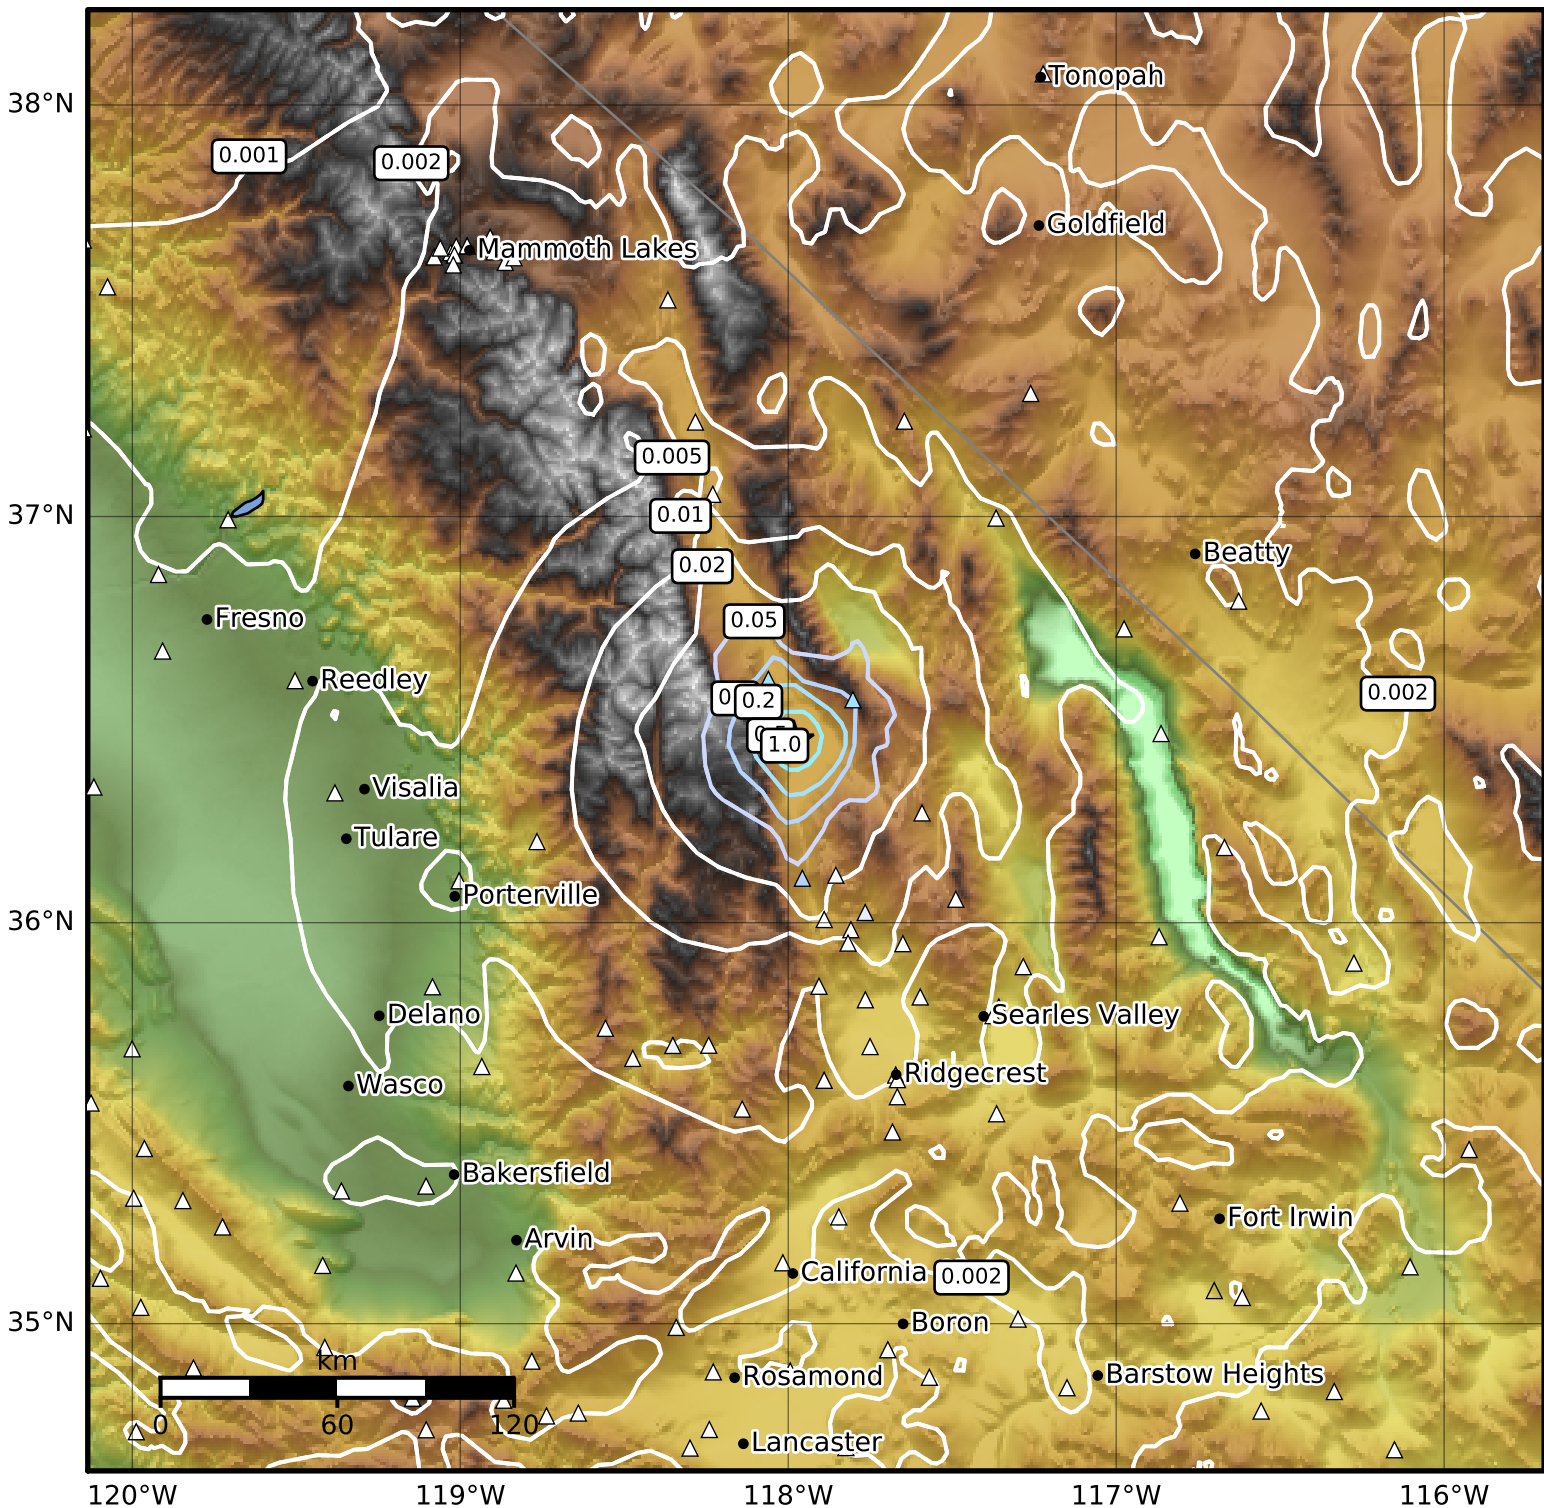 Tonopah
38°N
0.001
0.002
Goldfield
Mammoth Lakes
0.005
0.01
37°N
Beatty
0.02
Fresno
0.05
Reedley
0.002
0.2
1.0
Visalia
Tulare
Porterville
36°N
Delano
Searles Valley
Ridgecrest
Wasco
Bakersfield
Fort Irwin
Arvin
California
0.002
35°N
Boron
km
Rosamond
Barstow Heights
0 60 120
Lancaster
120°W 119°W 118°W 117°W 116°W